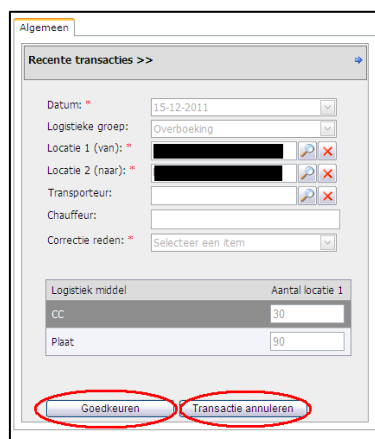 Algemeen
Recente transacties >>
Datum: * 15-12-2011
Logistieke groep: Overboeking
Locatie 1 (van): *
Locatie 2 (naar): *
Transporteur:
Chauffeur:
Correctie reden: * Selecteer een item
Logistiek middel Aantal locatie 1
CC 30
Plaat 90
Goedkeuren Transactie annuleren